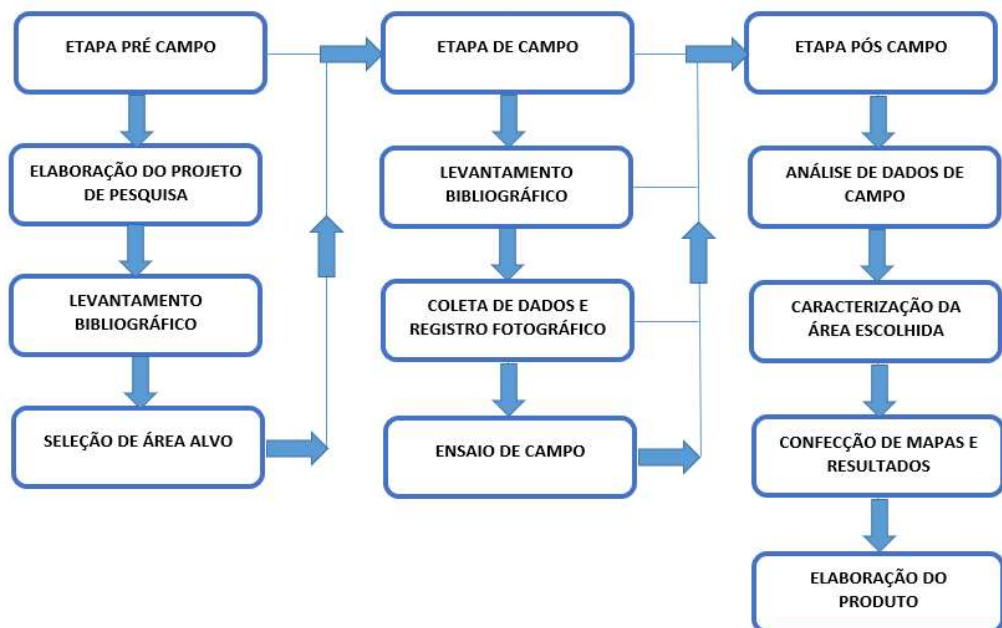 ETAPA PRÉ CAMPO
ELABORAÇÃO DO PROJETO
DE PESQUISA
LEVANTAMENTO
BIBLIOGRÁFICO
SELEÇÃO DE ÁREA ALVO
ETAPA DE CAMPO
LEVANTAMENTO
BIBLIOGRÁFICO
COLETA DE DADOS E
REGISTRO FOTOGRÁFICO
ENSAIO DE CAMPO
ETAPA PÓS CAMPO
ANÁLISE DE DADOS DE
CAMPO
CARACTERIZAÇÃO DA
ÁREA ESCOLHIDA
CONFECÇÃO DE MAPAS E
RESULTADOS
ELABORAÇÃO DO
PRODUTO